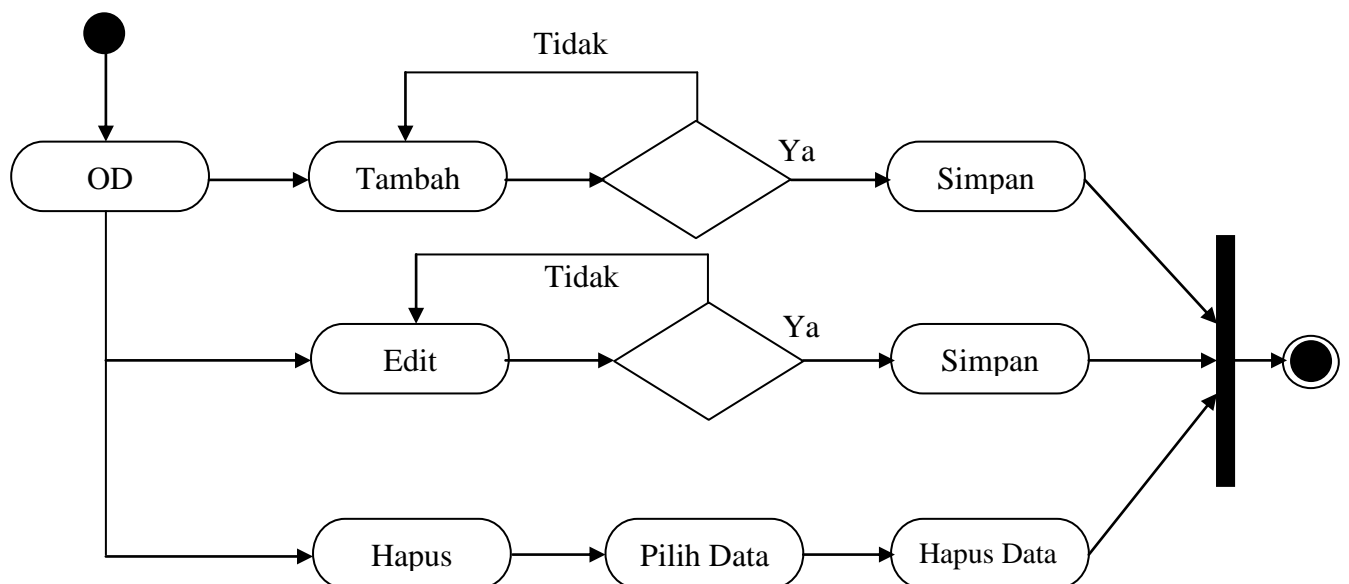 Tidak
OD
Tambah
Ya
Simpan
Tidak
Edit
Ya
Simpan
Hapus
Pilih Data
Hapus Data